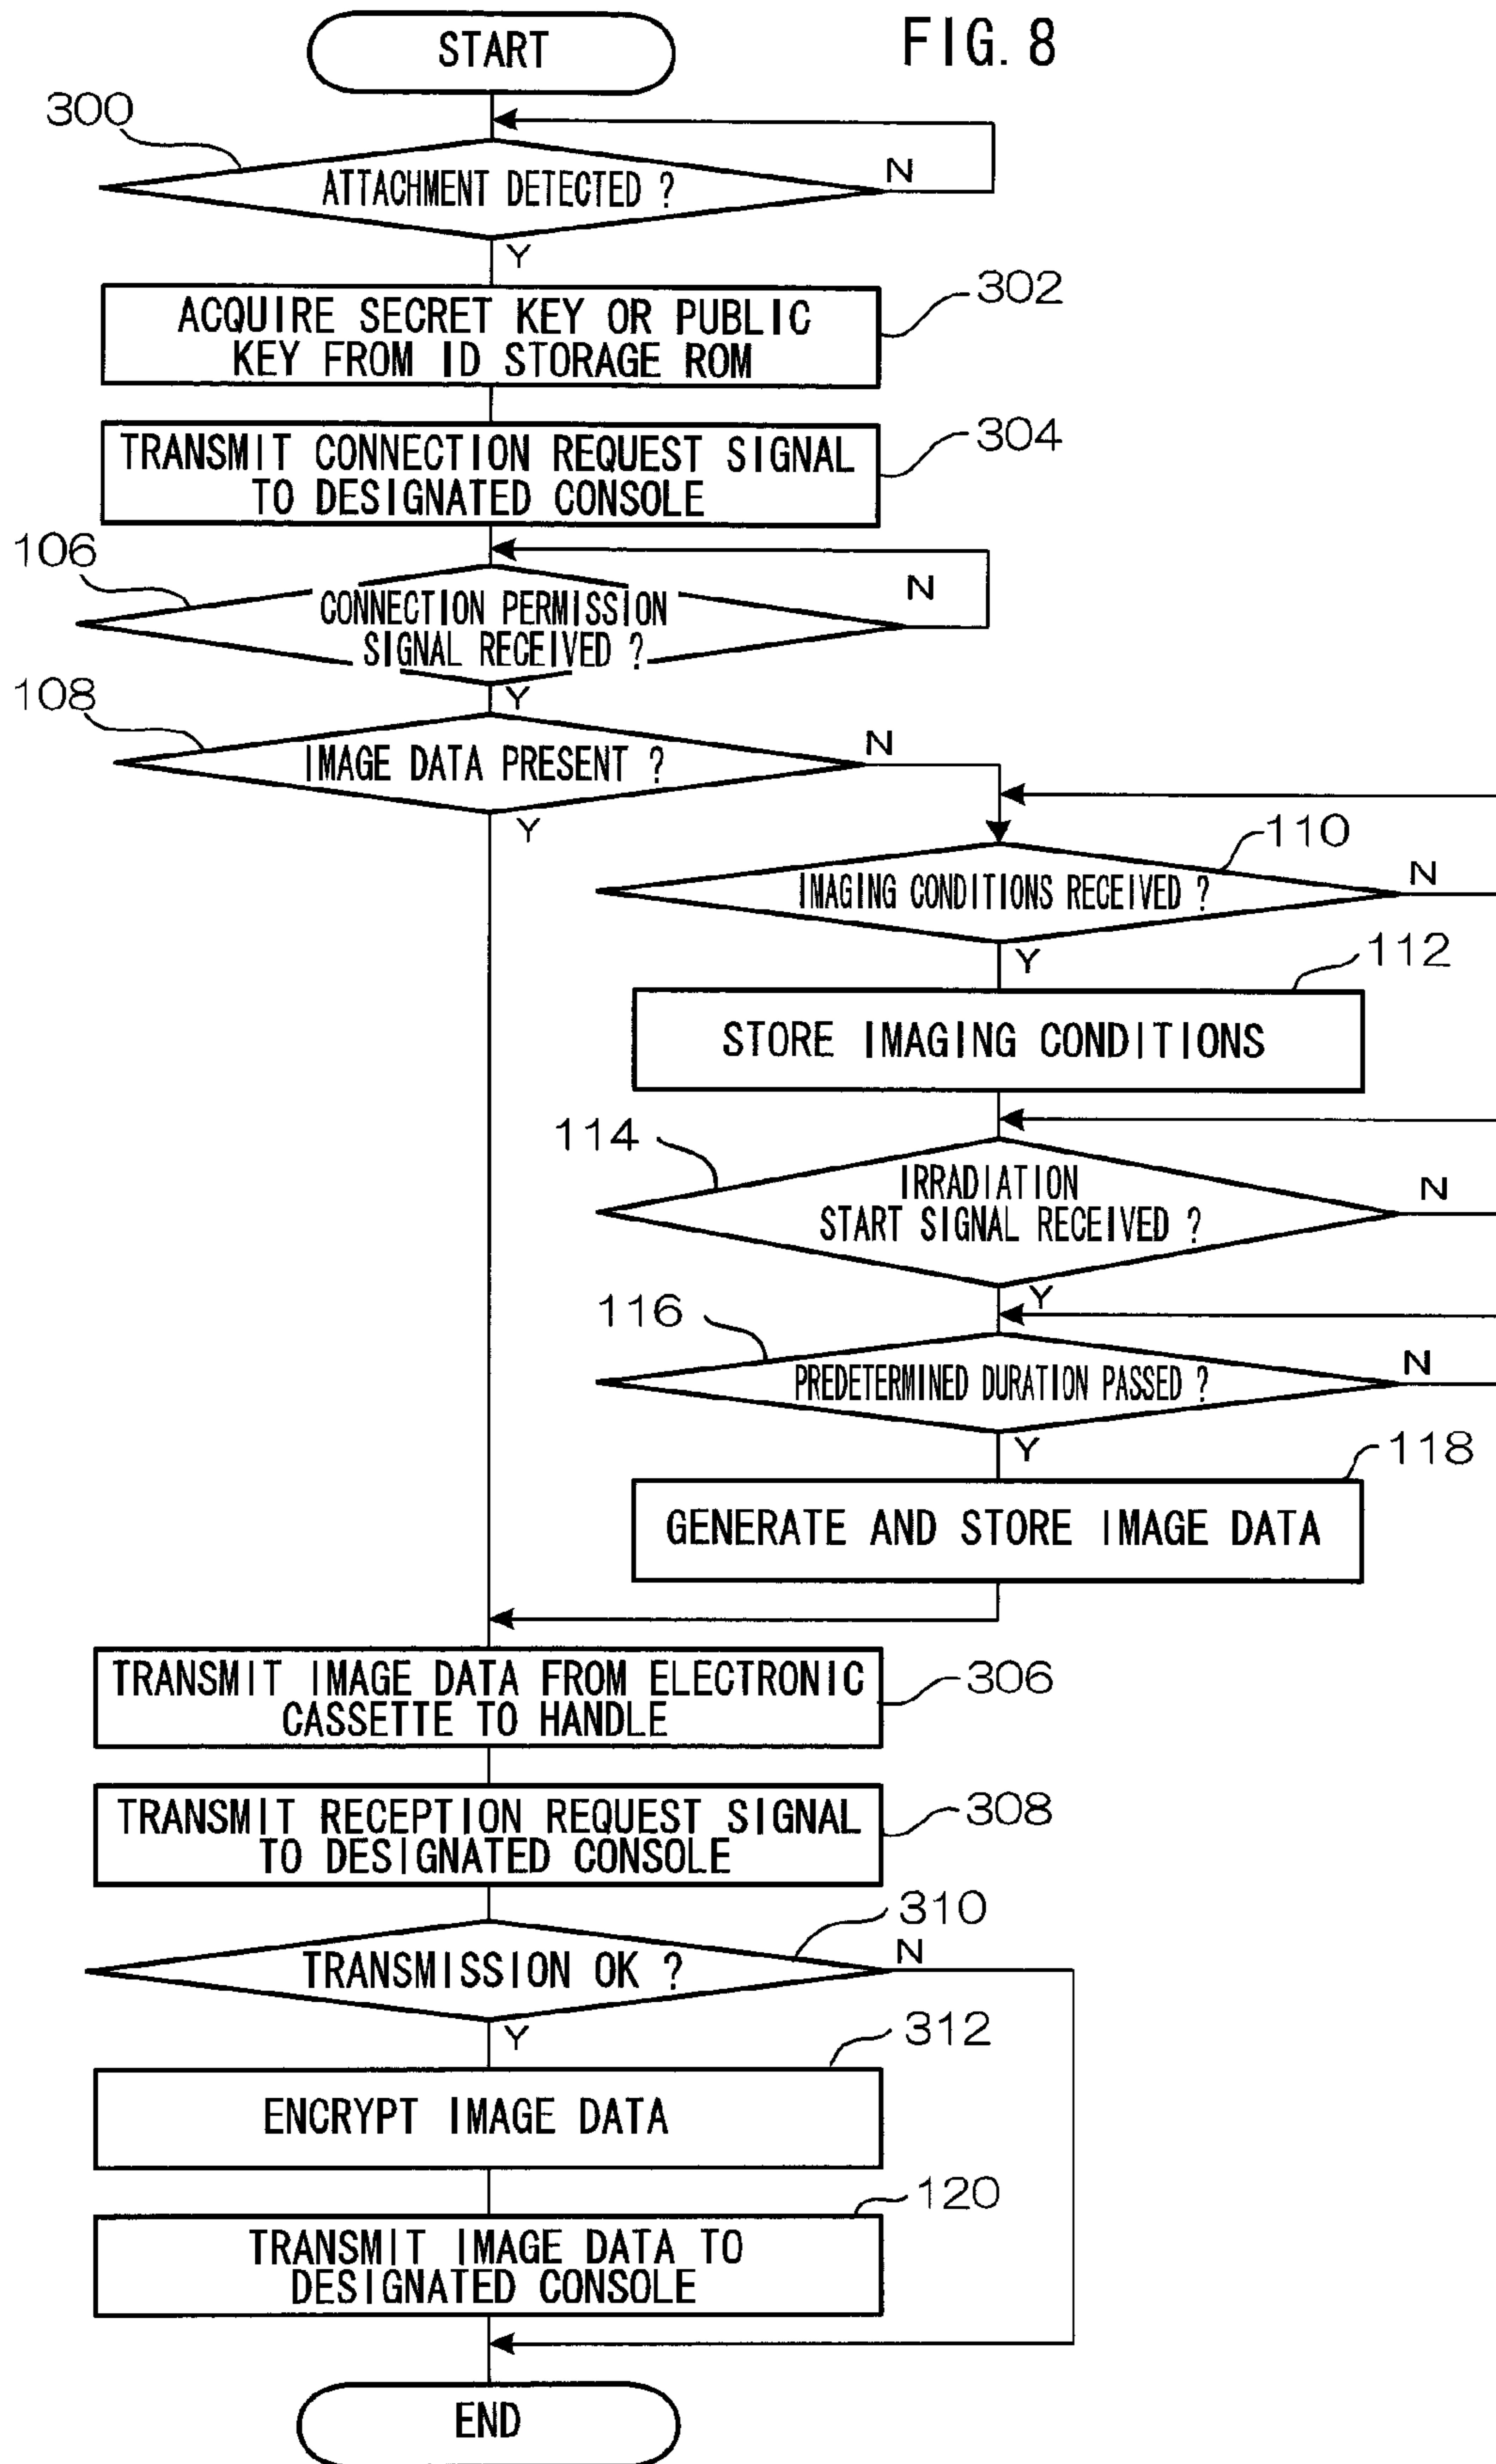 FIG. 8
START
300
ATTACHMENT DETECTED ?
N
Y
ACQUIRE SECRET KEY OR PUBLIC
KEY FROM ID STORAGE ROM
302
TRANSMIT CONNECTION REQUEST SIGNAL
TO DESIGNATED CONSOLE
304
106
CONNECTION PERMISSION
SIGNAL RECEIVED ?
N
Y
108
IMAGE DATA PRESENT ?
N
Y
110
IMAGING CONDITIONS RECEIVED ?
N
Y
112
STORE IMAGING CONDITIONS
114
IRRADIATION
START SIGNAL RECEIVED ?
N
Y
116
PREDETERMINED DURATION PASSED ?
N
Y
118
GENERATE AND STORE IMAGE DATA
TRANSMIT IMAGE DATA FROM ELECTRONIC
CASSETTE TO HANDLE
306
TRANSMIT RECEPTION REQUEST SIGNAL
TO DESIGNATED CONSOLE
308
310
TRANSMISSION OK ?
N
Y
312
ENCRYPT IMAGE DATA
120
TRANSMIT IMAGE DATA TO
DESIGNATED CONSOLE
END